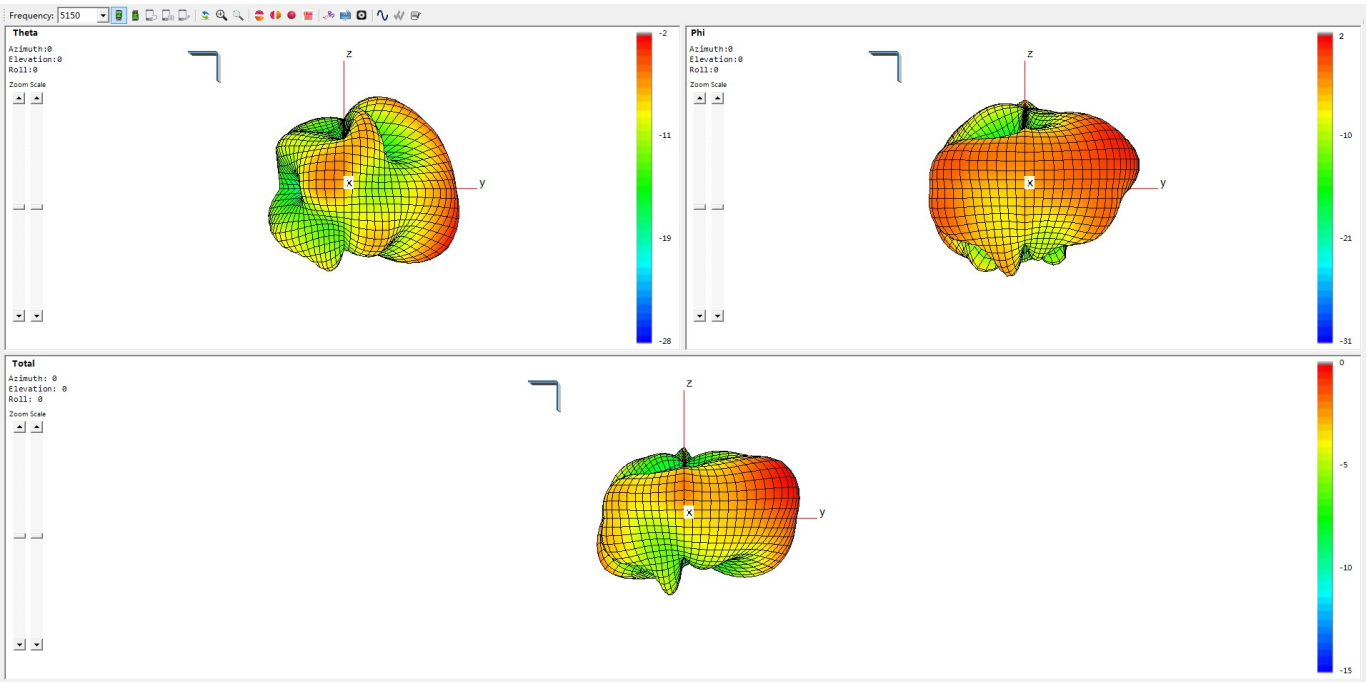 Frequency: 5150
Theta
Azimuth:0
Elevation:0
Roll:0
Zoom Scale
z
x
y
-2
-11
-19
-28
Phi
Azimuth:0
Elevation:0
Roll:0
Zoom Scale
z
x
y
2
-10
-21
-31
Total
Azimuth: 0
Elevation: 0
Roll: 0
Zoom Scale
z
x
y
0
-5
-10
-15